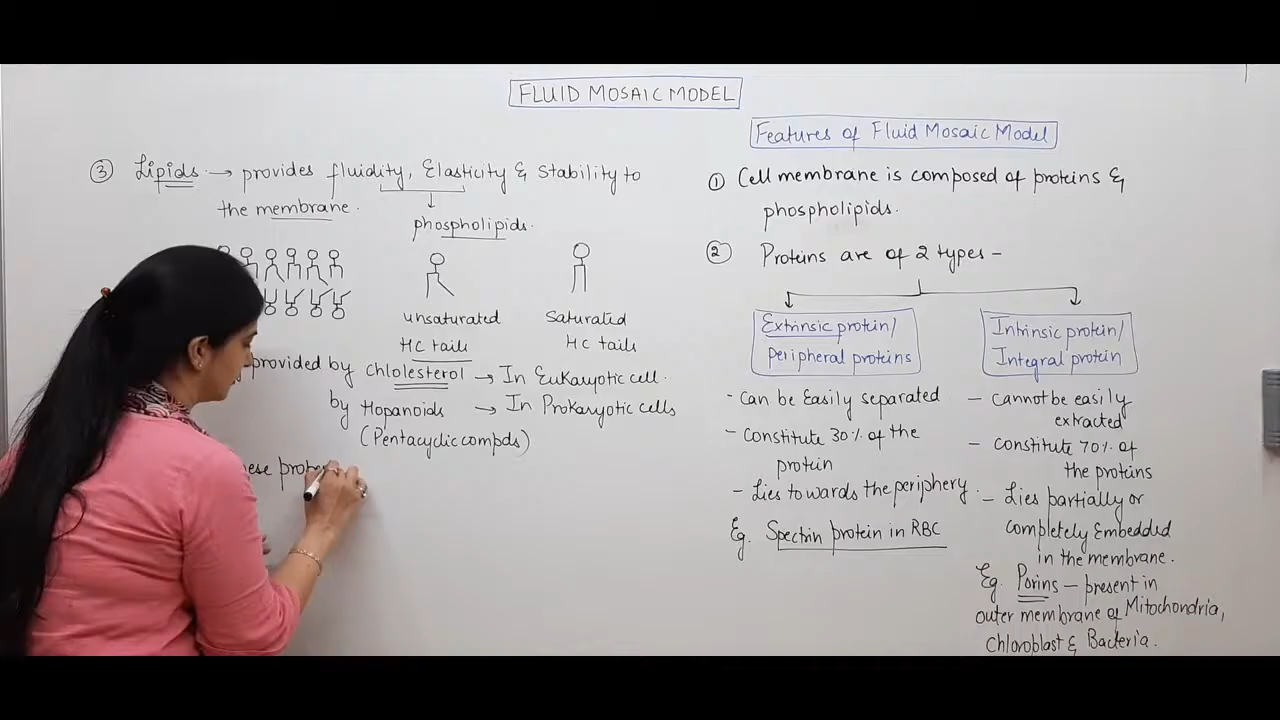 FLUID MOSAIC MODEL
③ Lipids → provides fluidity, Elasticity & Stability to
the membrane.
phospholipids.
unsaturated
HC tails
Saturated
HC tails
provided by chlolesterol → In Eukaryotic cell.
by Hopanoids → In Prokaryotic cells
(Pentacyclic compds)
Features of Fluid Mosaic Model
① Cell membrane is composed of proteins &
phospholipids.
② Proteins are of 2 types –
Extrinsic protein/
Peripheral proteins
- Can be Easily separated
- Constitute 30% of the
protein
- Lies towards the periphery.
Eg. Spectrin protein in RBC
Intrinsic protein/
Integral protein
- Cannot be easily
extracted
- Constitute 70% of
the proteins
- Lies partially or
completely Embedded
in the membrane.
Eg. Porins – present in
outer membrane of Mitochondria,
Chloroplast & Bacteria.